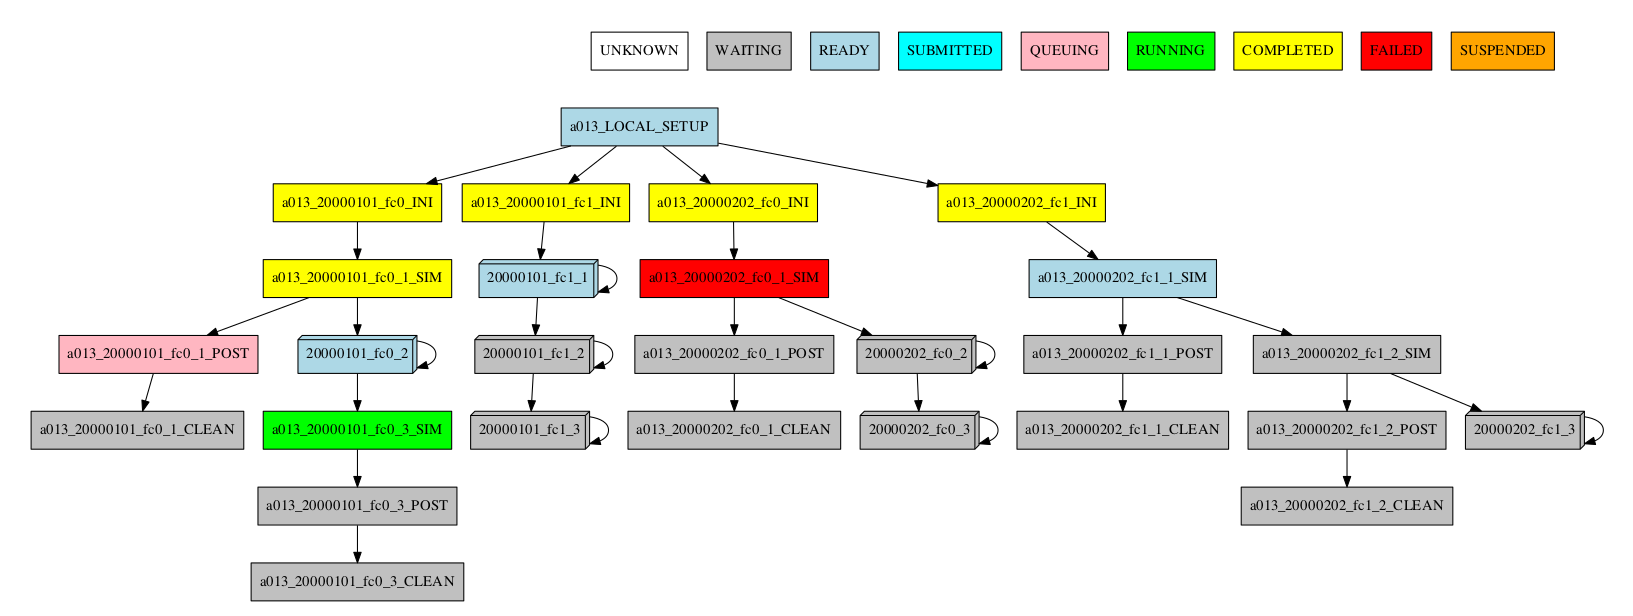 UNKNOWN WAITING READY SUBMITTED QUEUING RUNNING COMPLETED FAILED SUSPENDED
a013_LOCAL_SETUP
a013_20000101_fc0_INI a013_20000101_fc1_INI a013_20000202_fc0_INI a013_20000202_fc1_INI
a013_20000101_fc0_1_SIM 20000101_fc1_1 a013_20000202_fc0_1_SIM a013_20000202_fc1_1_SIM
a013_20000101_fc0_1_POST 20000101_fc0_2 20000101_fc1_2 a013_20000202_fc0_1_POST 20000202_fc0_2 a013_20000202_fc1_1_POST a013_20000202_fc1_2_SIM
a013_20000101_fc0_1_CLEAN a013_20000101_fc0_3_SIM 20000101_fc1_3 a013_20000202_fc0_1_CLEAN 20000202_fc0_3 a013_20000202_fc1_1_CLEAN a013_20000202_fc1_2_POST 20000202_fc1_3
a013_20000101_fc0_3_POST a013_20000202_fc1_2_CLEAN
a013_20000101_fc0_3_CLEAN